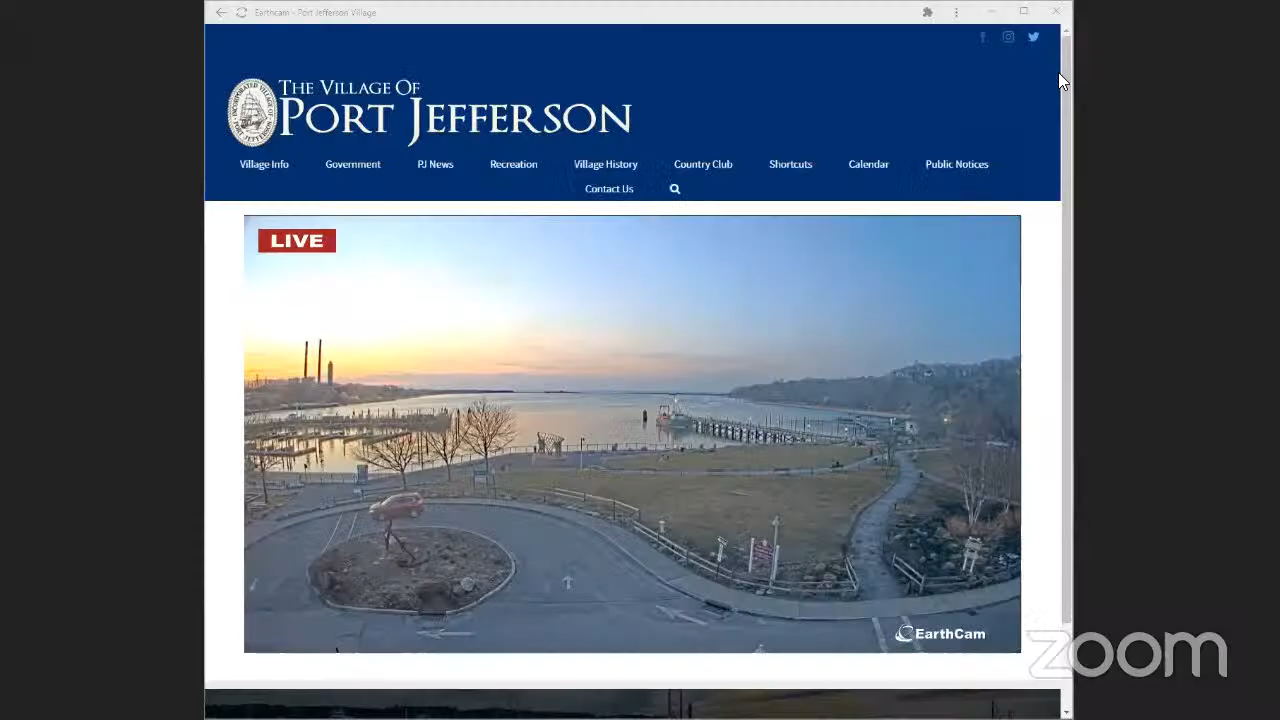 Earthcam - Port Jefferson Village
THE VILLAGE OF
PORT JEFFERSON
Village Info Government PJ News Recreation Village History Country Club Shortcuts Calendar Public Notices
Contact Us
LIVE
EarthCam
zoom